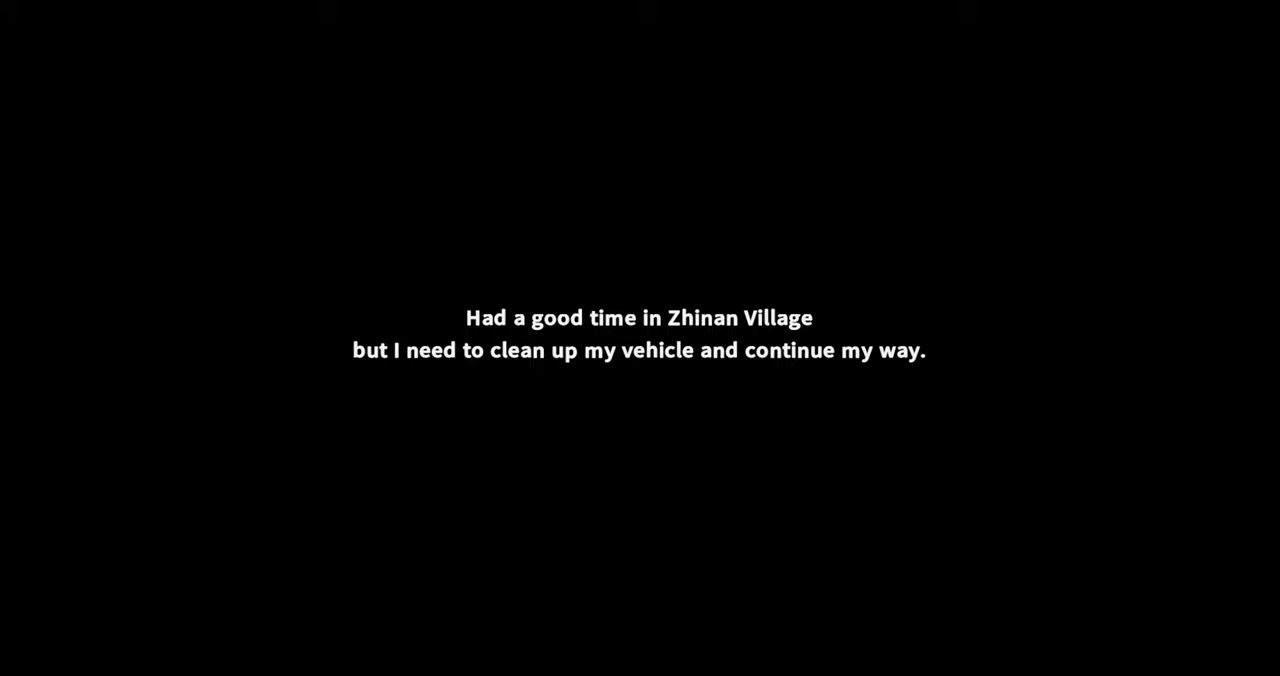 Had a good time in Zhinan Village
but I need to clean up my vehicle and continue my way.